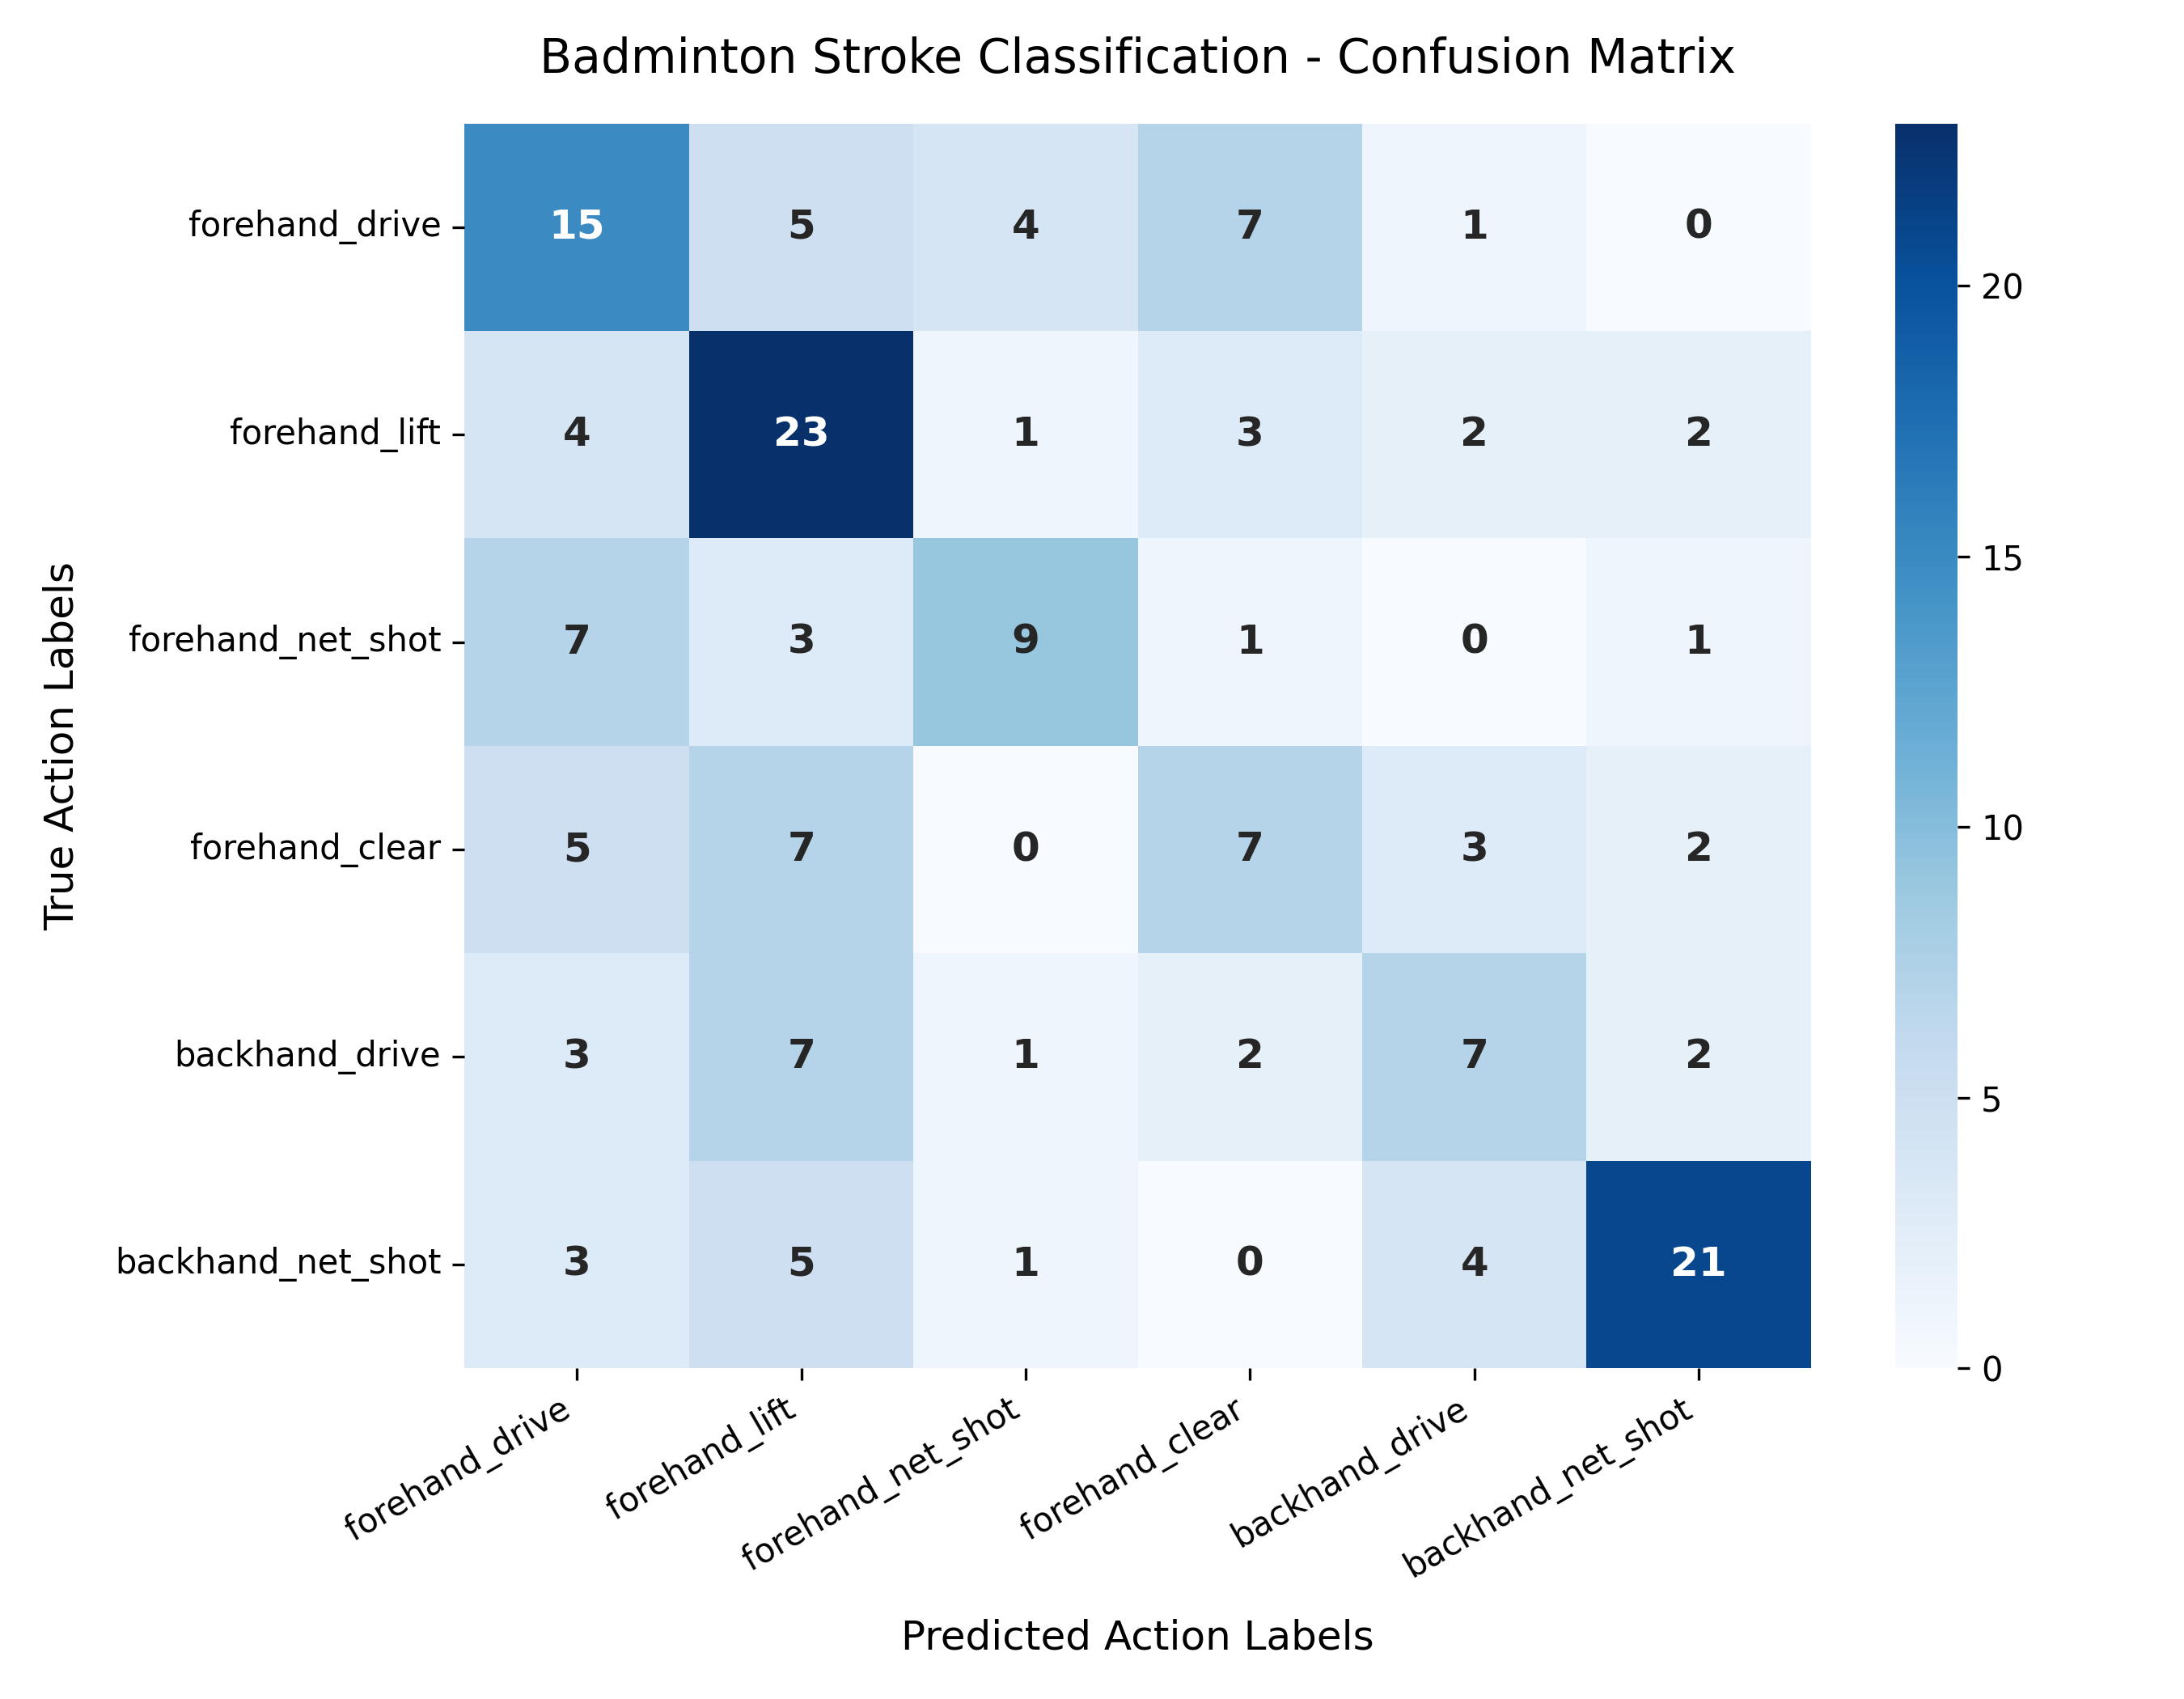 Badminton Stroke Classification - Confusion Matrix
True Action Labels
forehand_drive 15 5 4 7 1 0
forehand_lift 4 23 1 3 2 2
forehand_net_shot 7 3 9 1 0 1
forehand_clear 5 7 0 7 3 2
backhand_drive 3 7 1 2 7 2
backhand_net_shot 3 5 1 0 4 21
forehand_drive forehand_lift forehand_net_shot forehand_clear backhand_drive backhand_net_shot
Predicted Action Labels
20
15
10
5
0